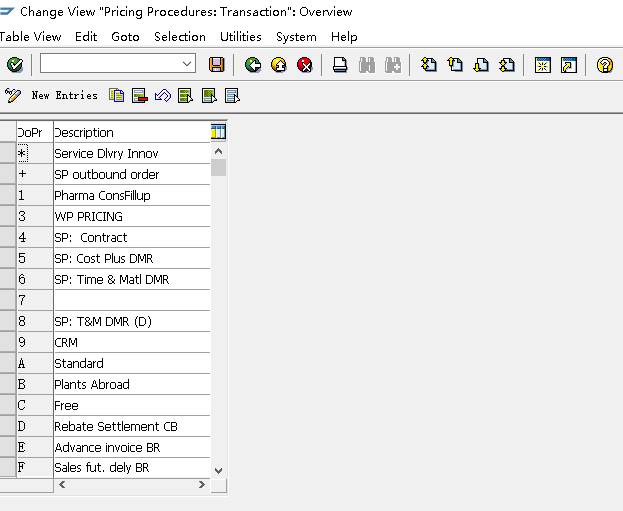 Change View "Pricing Procedures: Transaction": Overview
Table View Edit Goto Selection Utilities System Help
New Entries
DoPr Description
* Service Dlvry Innov
+ SP outbound order
1 Pharma ConsFillup
3 WP PRICING
4 SP: Contract
5 SP: Cost Plus DMR
6 SP: Time & Matl DMR
7
8 SP: T&M DMR (D)
9 CRM
A Standard
B Plants Abroad
C Free
D Rebate Settlement CB
E Advance invoice BR
F Sales fut. dely BR